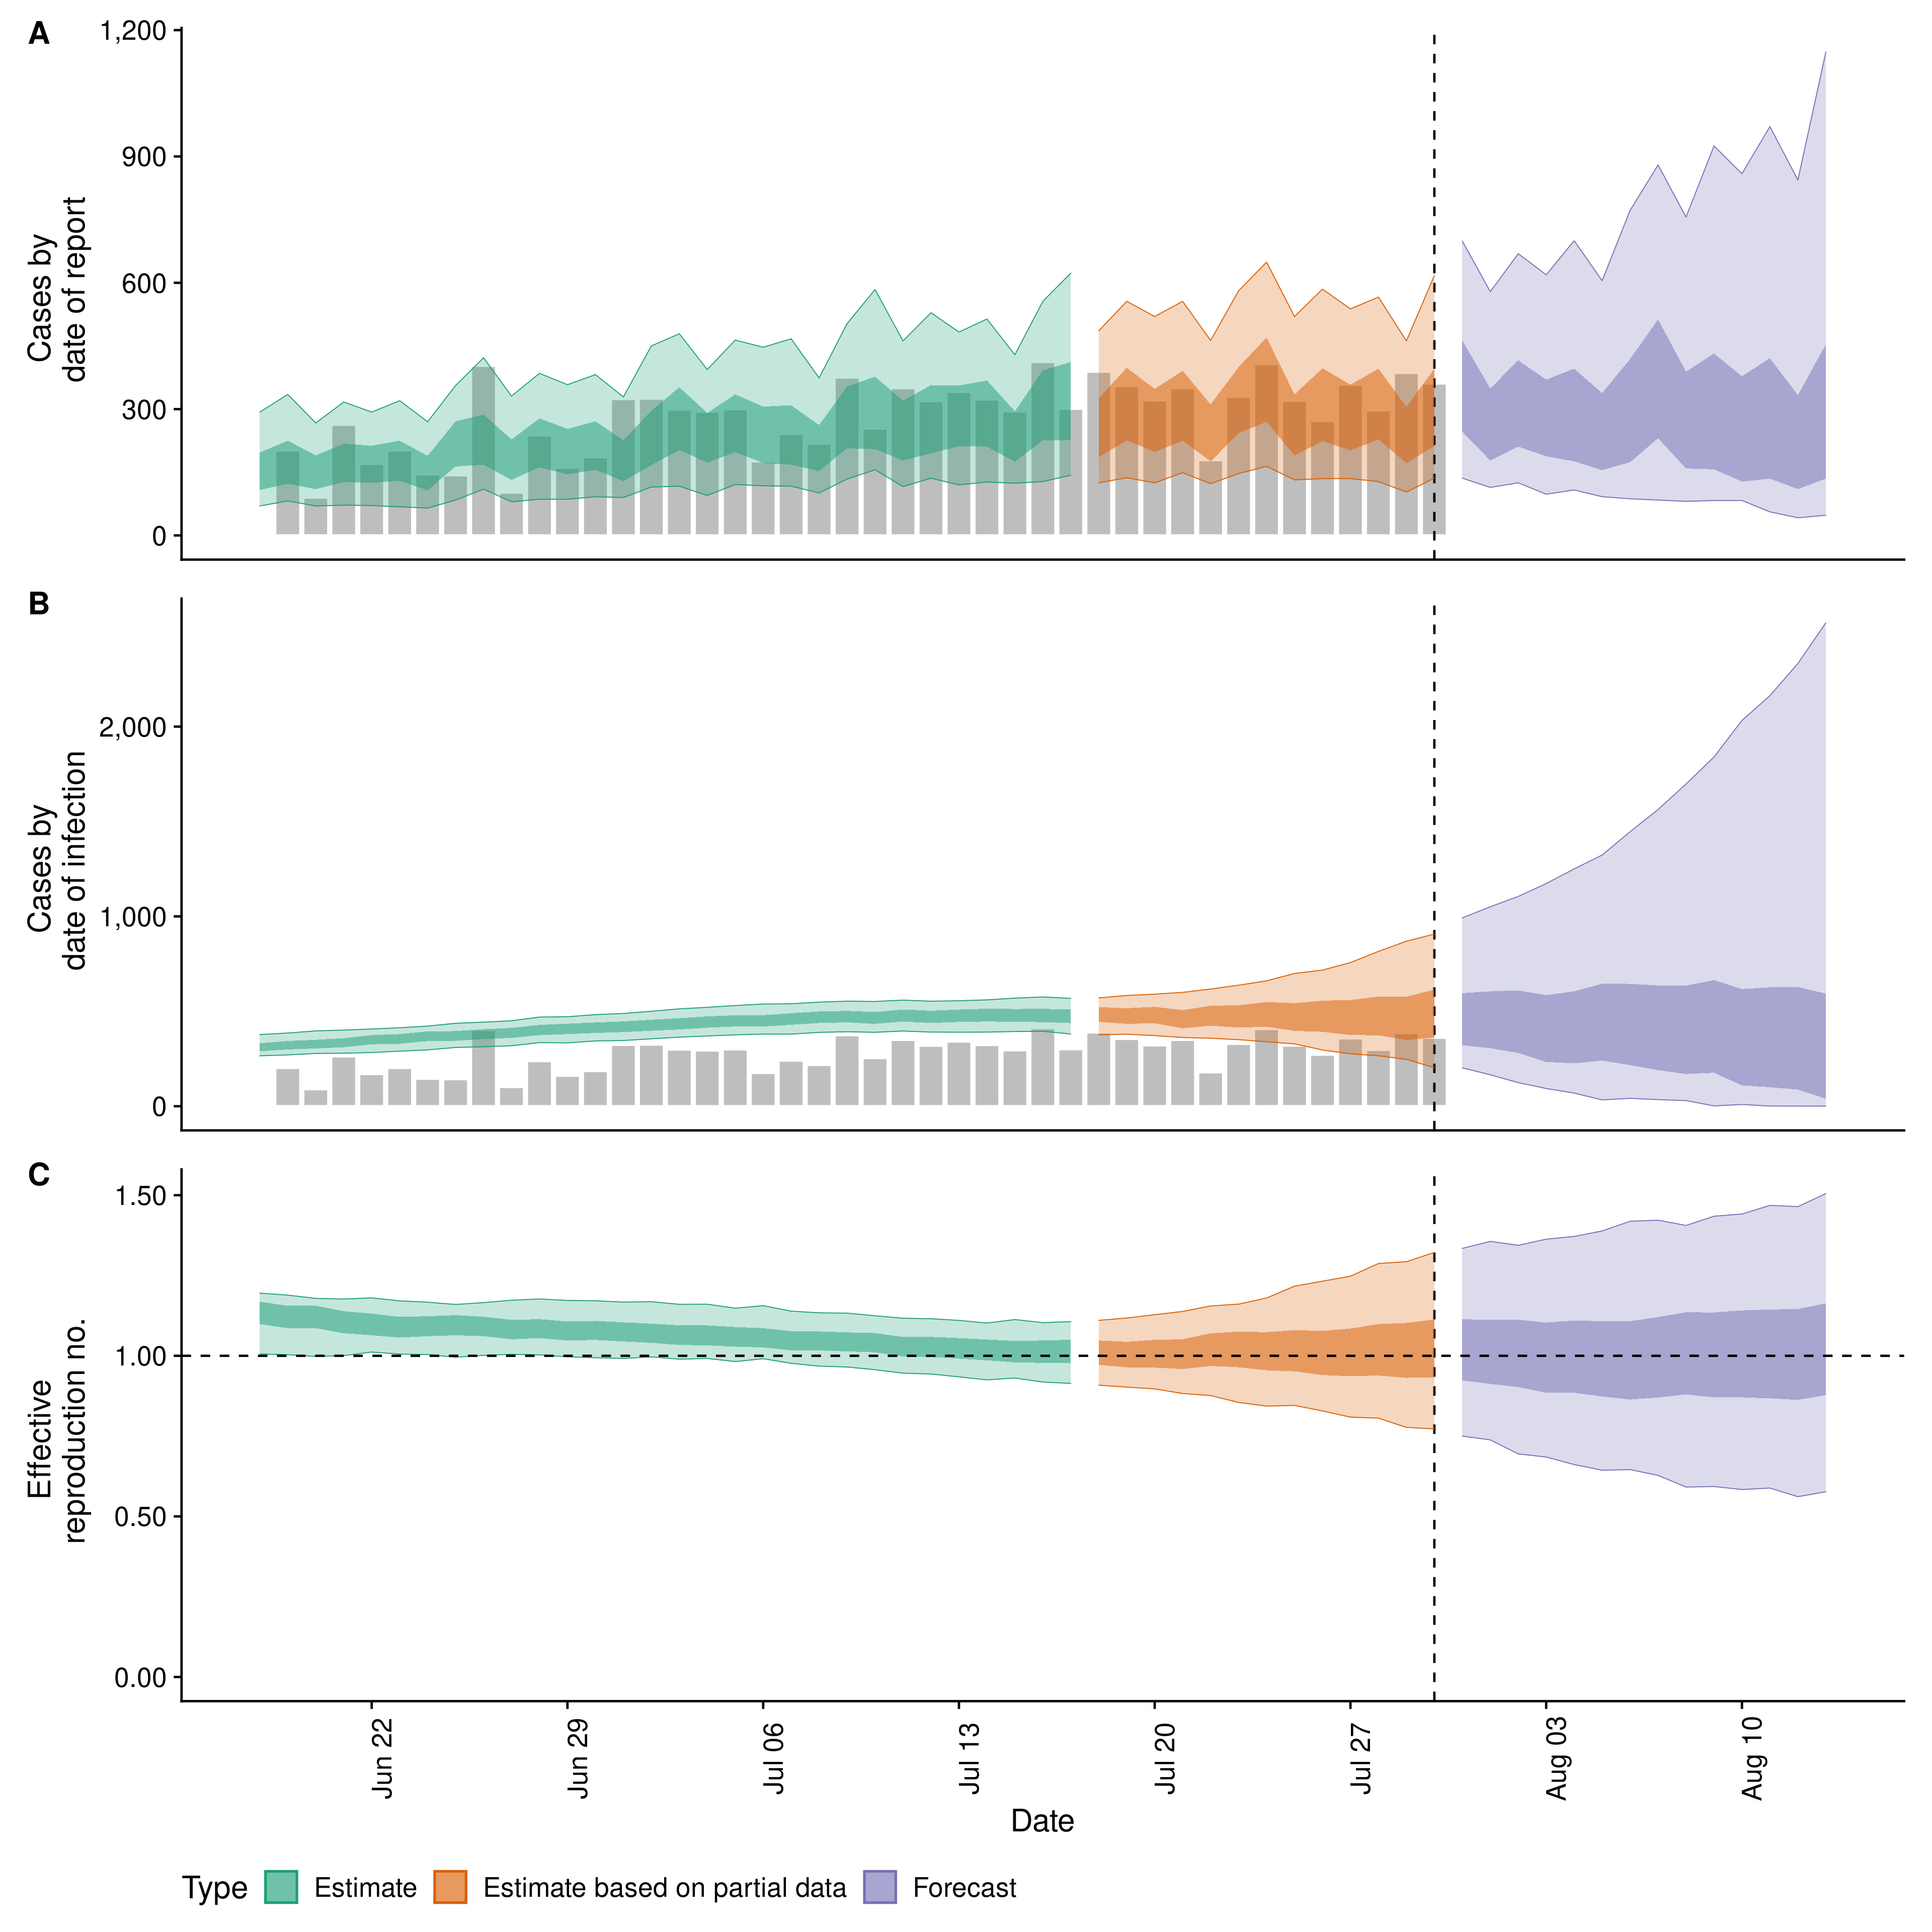 A
1,200
900
600
300
0
Cases by
date of report
B
2,000
1,000
0
Cases by
date of infection
C
1.50
1.00
0.50
0.00
Effective
reproduction no.
Jun 22
Jun 29
Jul 06
Jul 13
Jul 20
Jul 27
Aug 03
Aug 10
Date
Type Estimate Estimate based on partial data Forecast